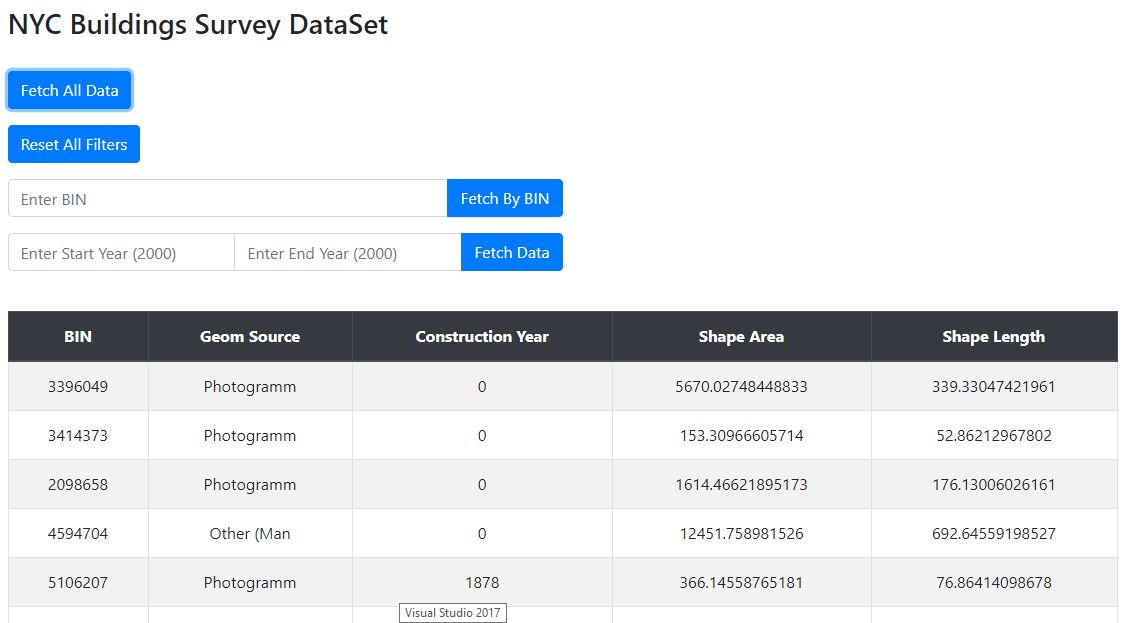 NYC Buildings Survey DataSet
Fetch All Data
Reset All Filters
Enter BIN Fetch By BIN
Enter Start Year (2000) Enter End Year (2000) Fetch Data
BIN Geom Source Construction Year Shape Area Shape Length
3396049 Photogramm 0 5670.02748448833 339.33047421961
3414373 Photogramm 0 153.30966605714 52.86212967802
2098658 Photogramm 0 1614.46621895173 176.13006026161
4594704 Other (Man 0 12451.758981526 692.64559198527
5106207 Photogramm 1878 366.14558765181 76.86414098678
Visual Studio 2017